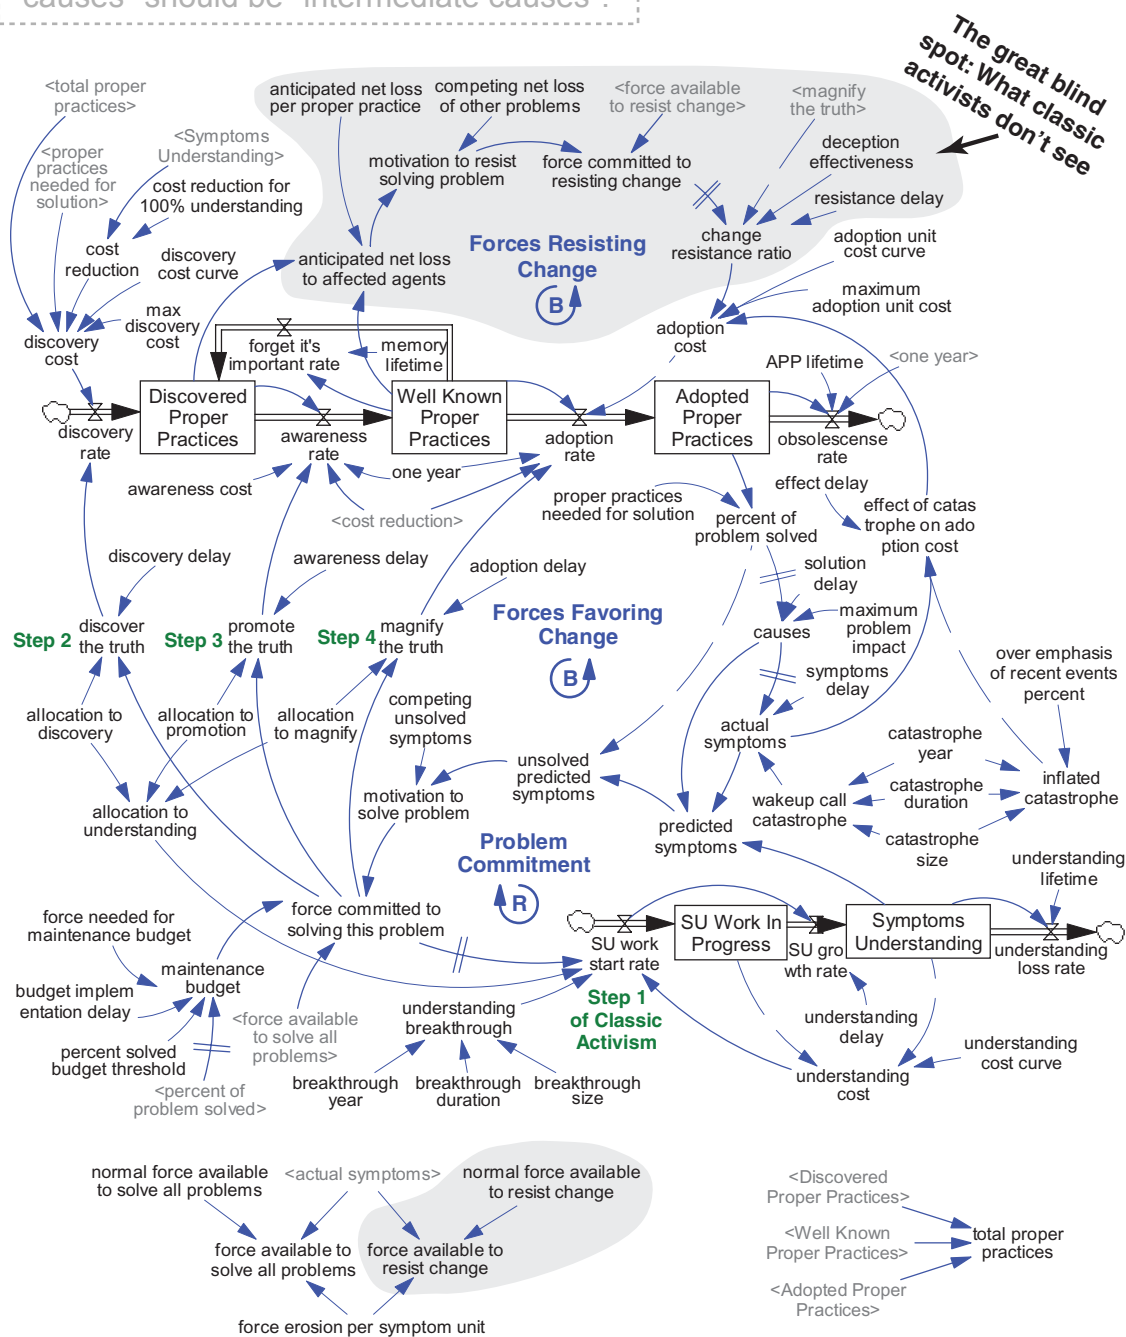 "causes" should be "intermediate causes".
The great blind
spot: What classic
activists don't see
<total proper
practices>
<Symptoms
Understanding>
<proper
practices
needed for
solution>
cost reduction for
100% understanding
cost
reduction
discovery
cost curve
max
discovery
cost
discovery
cost
anticipated net loss
per proper practice
competing net loss
of other problems
<force available
to resist change>
<magnify
the truth>
deception
effectiveness
motivation to resist
solving problem
force committed to
resisting change
resistance delay
change
resistance ratio
Forces Resisting
Change
B
anticipated net loss
to affected agents
adoption unit
cost curve
maximum
adoption unit cost
adoption
cost
forget it's
important rate
memory
lifetime
APP lifetime
<one year>
Discovered
Proper
Practices
Well Known
Proper
Practices
Adopted
Proper
Practices
discovery
rate
awareness
rate
adoption
rate
obsolescense
rate
awareness cost
one year
<cost reduction>
proper practices
needed for solution
percent of
problem solved
effect delay
effect of catas
trophe on ado
ption cost
discovery delay
awareness delay
adoption delay
solution
delay
Step 2
discover
the truth
Step 3
promote
the truth
Step 4
magnify
the truth
Forces Favoring
Change
B
causes
maximum
problem
impact
symptoms
delay
over emphasis
of recent events
percent
allocation to
discovery
allocation to
promotion
allocation
to magnify
competing
unsolved
symptoms
actual
symptoms
catastrophe
year
unsolved
predicted
symptoms
inflated
catastrophe
catastrophe
duration
wakeup call
catastrophe
catastrophe
size
allocation to
understanding
motivation to
solve problem
predicted
symptoms
Problem
Commitment
R
understanding
lifetime
force needed for
maintenance budget
force committed to
solving this problem
SU Work In
Progress
Symptoms
Understanding
SU work
start rate
SU gro
wth rate
understanding
loss rate
maintenance
budget
budget implem
entation delay
<force available
to solve all
problems>
understanding
breakthrough
Step 1
of Classic
Activism
understanding
delay
percent solved
budget threshold
<percent of
problem solved>
breakthrough
year
breakthrough
duration
breakthrough
size
understanding
cost
understanding
cost curve
normal force available
to solve all problems
<actual symptoms>
normal force available
to resist change
force available to
solve all problems
force available to
resist change
force erosion per symptom unit
<Discovered
Proper Practices>
<Well Known
Proper Practices>
<Adopted Proper
Practices>
total proper
practices